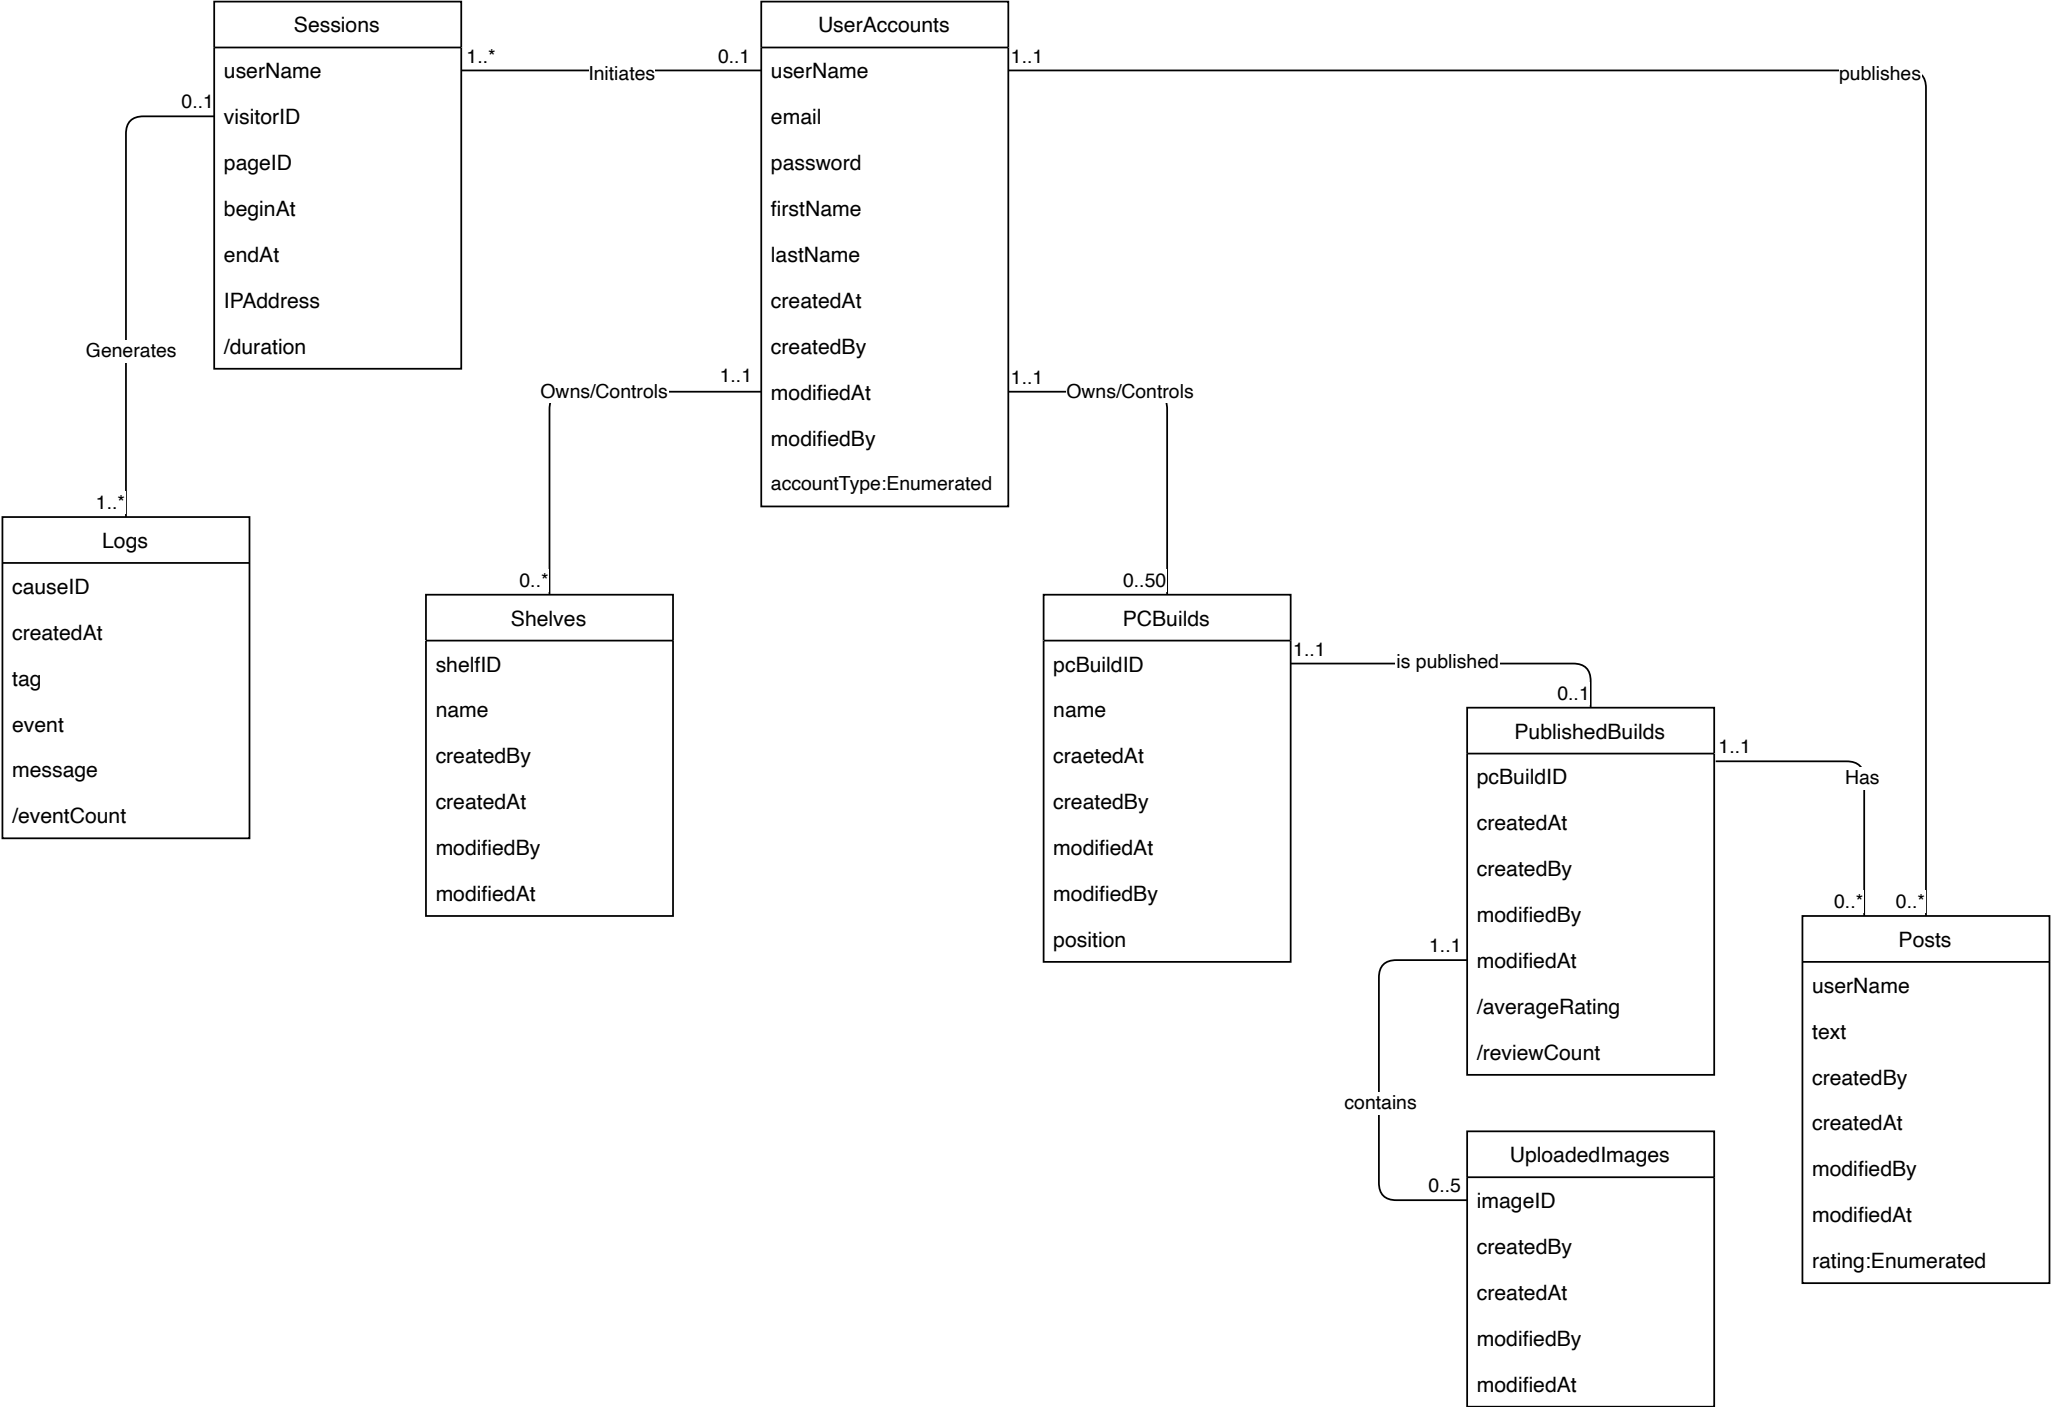 Sessions
userName
visitorID
pageID
beginAt
endAt
IPAddress
/duration
1..*
Initiates
0..1
UserAccounts
userName
email
password
firstName
lastName
createdAt
createdBy
modifiedAt
modifiedBy
accountType:Enumerated
1..1
publishes
0..1
Generates
1..*
Logs
causeID
createdAt
tag
event
message
/eventCount
1..1
Owns/Controls
0..*
Shelves
shelfID
name
createdBy
createdAt
modifiedBy
modifiedAt
1..1
Owns/Controls
0..50
PCBuilds
pcBuildID
name
craetedAt
createdBy
modifiedAt
modifiedBy
position
1..1
is published
0..1
PublishedBuilds
pcBuildID
createdAt
createdBy
modifiedBy
modifiedAt
/averageRating
/reviewCount
1..1
Has
0..*
0..*
Posts
userName
text
createdBy
createdAt
modifiedBy
modifiedAt
rating:Enumerated
1..1
contains
0..5
UploadedImages
imageID
createdBy
createdAt
modifiedBy
modifiedAt